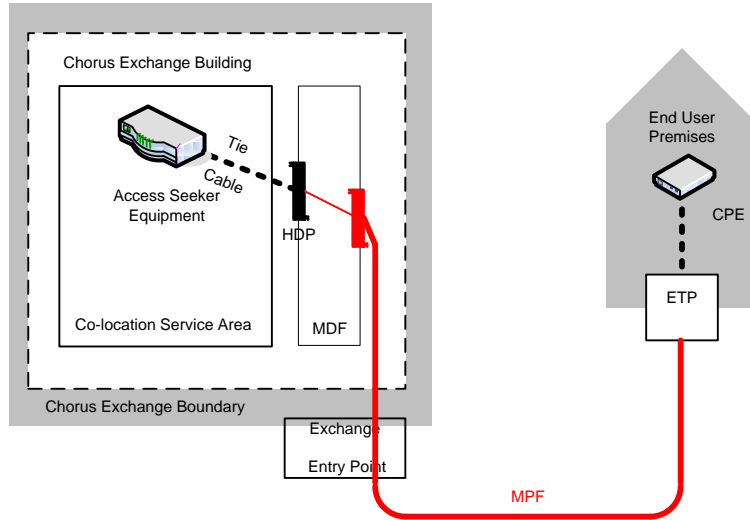 Chorus Exchange Building
Tie
Cable
Access Seeker
Equipment
HDP
Co-location Service Area
MDF
Chorus Exchange Boundary
Exchange
Entry Point
End User
Premises
CPE
ETP
MPF